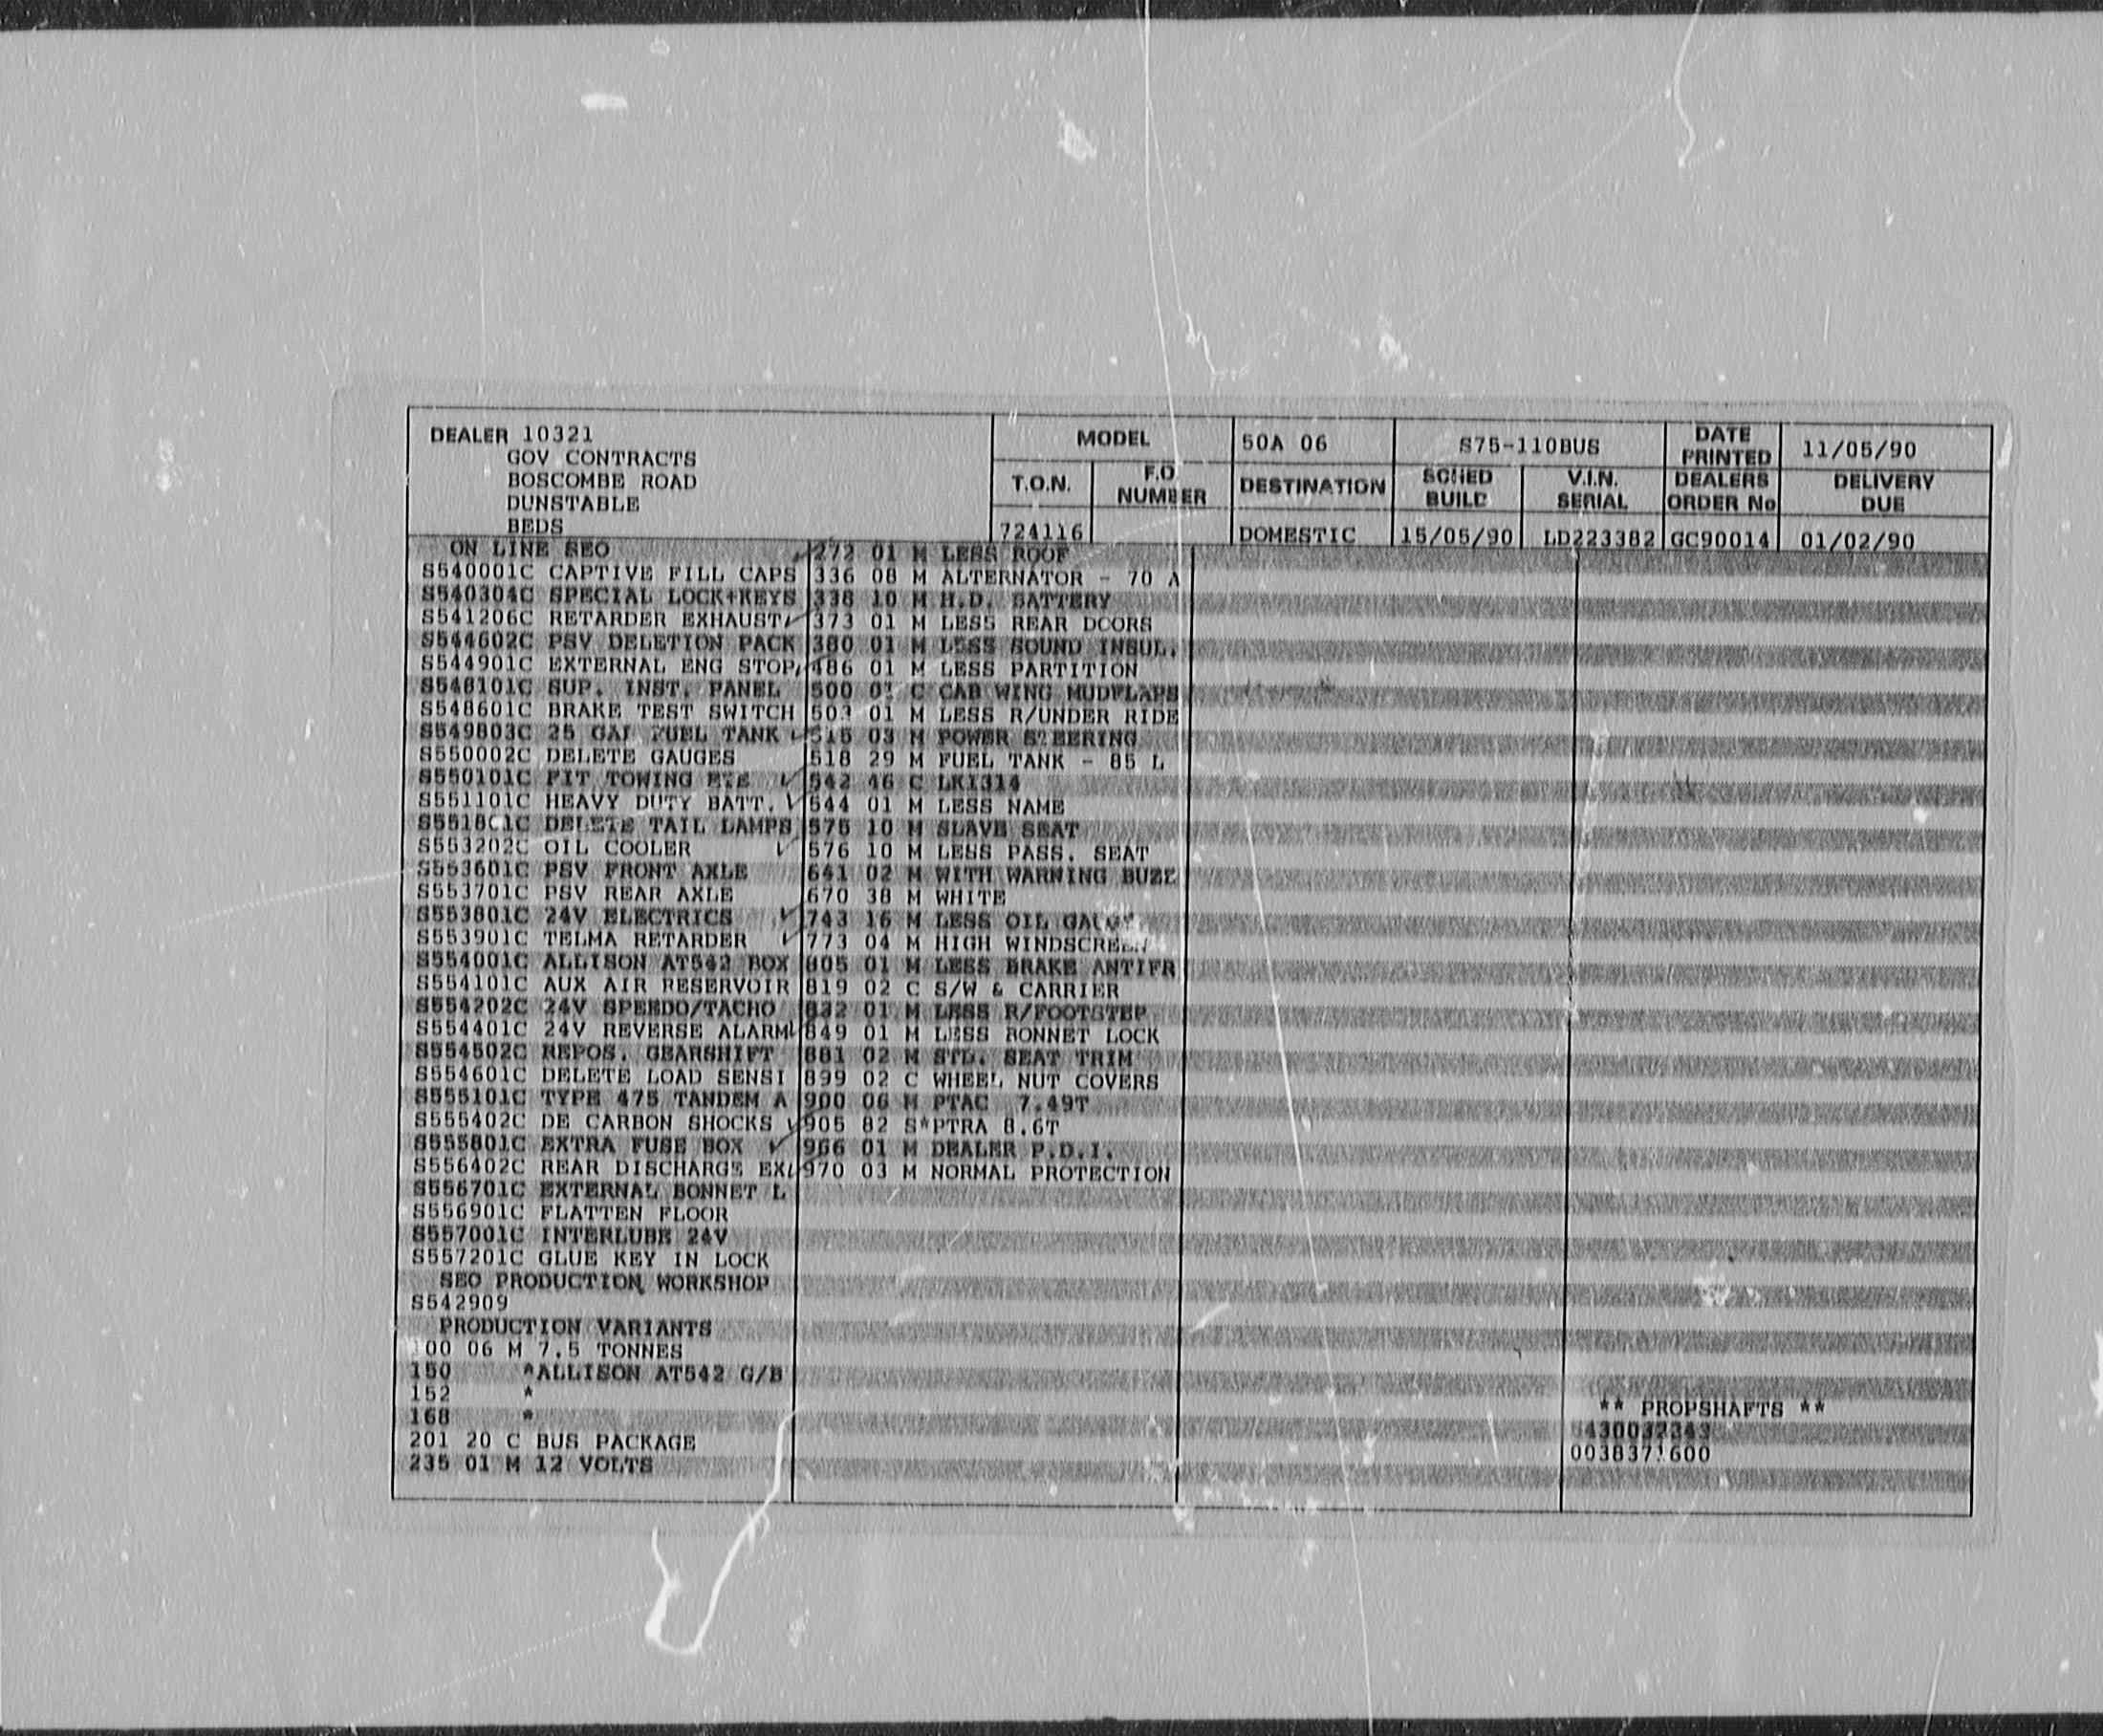 DEALER 10321
GOV CONTRACTS
BOSCOMBE ROAD
DUNSTABLE
BEDS
MODEL
50A 06
S75-110BUS
DATE PRINTED
11/05/90
T.O.N.
F.O NUMBER
DESTINATION
SCHED BUILD
V.I.N. SERIAL
DEALERS ORDER No
DELIVERY DUE
724116
DOMESTIC
15/05/90
LD223382
GC90014
01/02/90
ON LINE SEO
S540001C CAPTIVE FILL CAPS
S540304C SPECIAL LOCK+KEYS
S541206C RETARDER EXHAUST
S544602C PSV DELETION PACK
S544901C EXTERNAL ENG STOP
S548101C SUP. INST. PANEL
S548601C BRAKE TEST SWITCH
S549803C 25 GAL FUEL TANK
S550002C DELETE GAUGES
S550101C FIT TOWING EYE
S551101C HEAVY DUTY BATT.
S551801C DELETE TAIL LAMPS
S553202C OIL COOLER
S553601C PSV FRONT AXLE
S553701C PSV REAR AXLE
S553801C 24V ELECTRICS
S553901C TELMA RETARDER
S554001C ALLISON AT542 BOX
S554101C AUX AIR RESERVOIR
S554202C 24V SPEEDO/TACHO
S554401C 24V REVERSE ALARM
S554502C REPOS. GEARSHIFT
S554601C DELETE LOAD SENSI
S555101C TYPE 475 TANDEM A
S555402C DE CARBON SHOCKS
S555801C EXTRA FUSE BOX
S556402C REAR DISCHARGE EX
S556701C EXTERNAL BONNET L
S556901C FLATTEN FLOOR
S557001C INTERLUBE 24V
S557201C GLUE KEY IN LOCK
SEO PRODUCTION WORKSHOP
S542909
PRODUCTION VARIANTS
00 06 M 7.5 TONNES
150 *ALLISON AT542 G/B
152 *
168 *
201 20 C BUS PACKAGE
235 01 M 12 VOLTS
272 01 M LESS ROOF
336 08 M ALTERNATOR - 70 A
338 10 M H.D. BATTERY
373 01 M LESS REAR DOORS
380 01 M LESS SOUND INSUL.
486 01 M LESS PARTITION
500 01 C CAB WING MUDFLAPS
503 01 M LESS R/UNDER RIDE
515 03 M POWER STEERING
518 29 M FUEL TANK - 85 L
542 46 C LK1314
544 01 M LESS NAME
575 10 M SLAVE SEAT
576 10 M LESS PASS. SEAT
641 02 M WITH WARNING BUZZ
670 38 M WHITE
743 16 M LESS OIL GAUGE
773 04 M HIGH WINDSCREEN
805 01 M LESS BRAKE ANTIFR
819 02 C S/W & CARRIER
832 01 M LESS R/FOOTSTEP
849 01 M LESS BONNET LOCK
881 02 M STD. SEAT TRIM
899 02 C WHEEL NUT COVERS
900 06 M PTAC 7.49T
905 82 S*PTRA 8.6T
966 01 M DEALER P.D.I.
970 03 M NORMAL PROTECTION
** PROPSHAFTS **